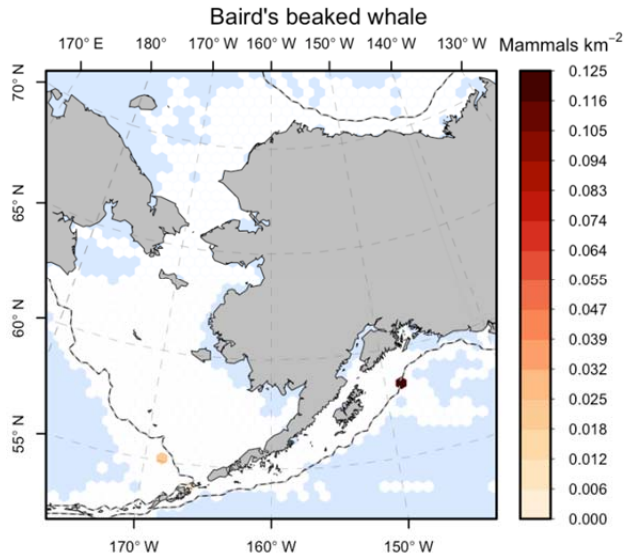 Baird's beaked whale
170° E 180° 170° W 160° W 150° W 140° W 130° W
Mammals km⁻²
70° N
65° N
60° N
55° N
170° W 160° W 150° W
0.125
0.116
0.105
0.094
0.083
0.074
0.064
0.055
0.047
0.039
0.032
0.025
0.018
0.012
0.006
0.000